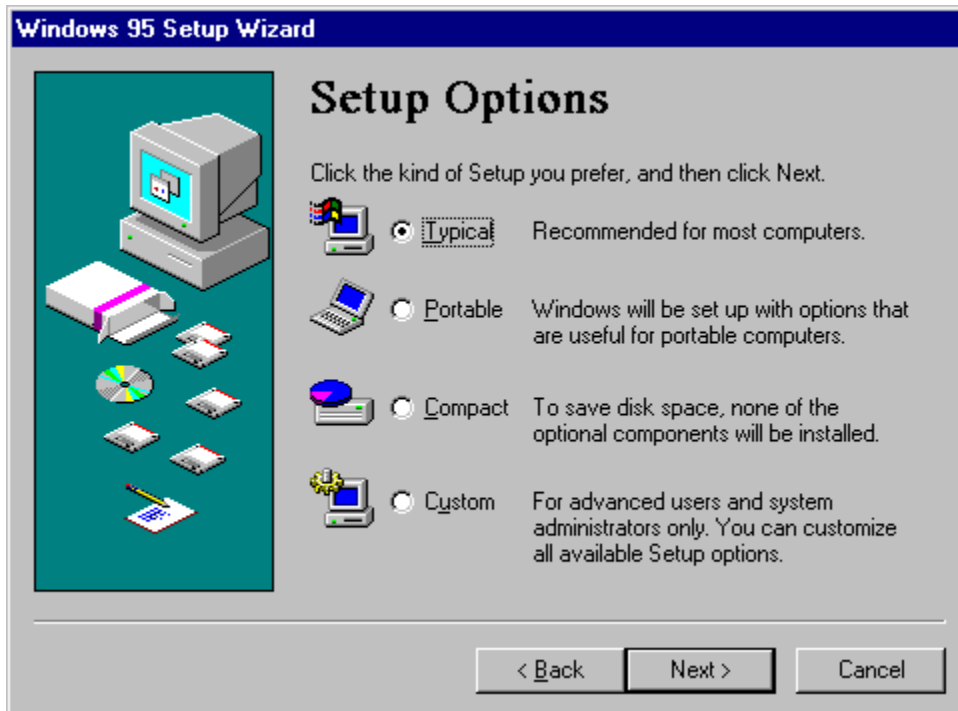 Windows 95 Setup Wizard
Setup Options
Click the kind of Setup you prefer, and then click Next.
Typical Recommended for most computers.
Portable Windows will be set up with options that
are useful for portable computers.
Compact To save disk space, none of the
optional components will be installed.
Custom For advanced users and system
administrators only. You can customize
all available Setup options.
< Back Next > Cancel